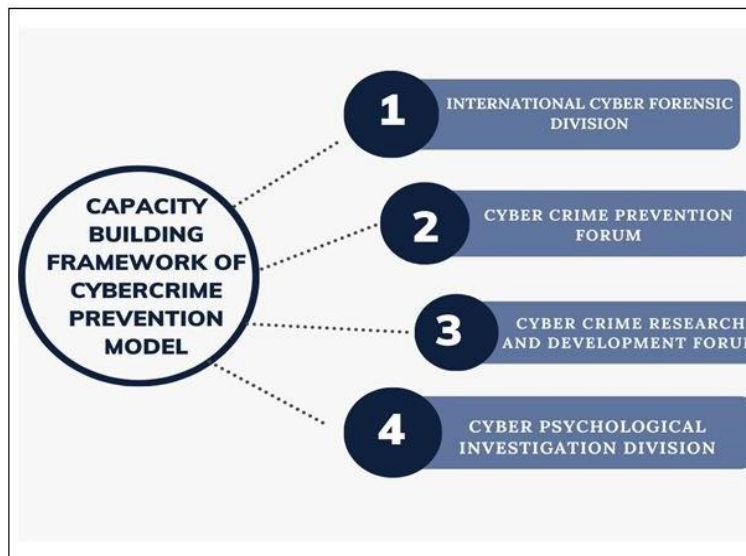 CAPACITY
BUILDING
FRAMEWORK OF
CYBERCRIME
PREVENTION
MODEL
1
INTERNATIONAL CYBER FORENSIC
DIVISION
2
CYBER CRIME PREVENTION
FORUM
3
CYBER CRIME RESEARCH
AND DEVELOPMENT FORUM
4
CYBER PSYCHOLOGICAL
INVESTIGATION DIVISION